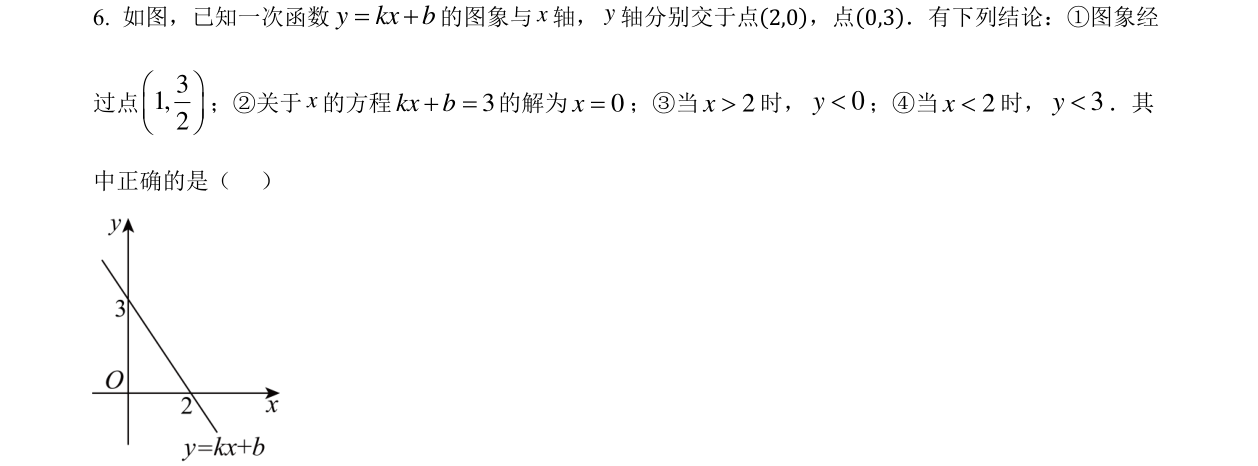 6. 如图，已知一次函数 y = kx + b 的图象与 x 轴， y 轴分别交于点(2,0)，点(0,3)．有下列结论：①图象经
过点(1, 3/2)；②关于 x 的方程 kx + b = 3 的解为 x = 0；③当 x > 2 时， y < 0；④当 x < 2 时， y < 3．其
中正确的是（ ）
y
3
O
2
x
y=kx+b